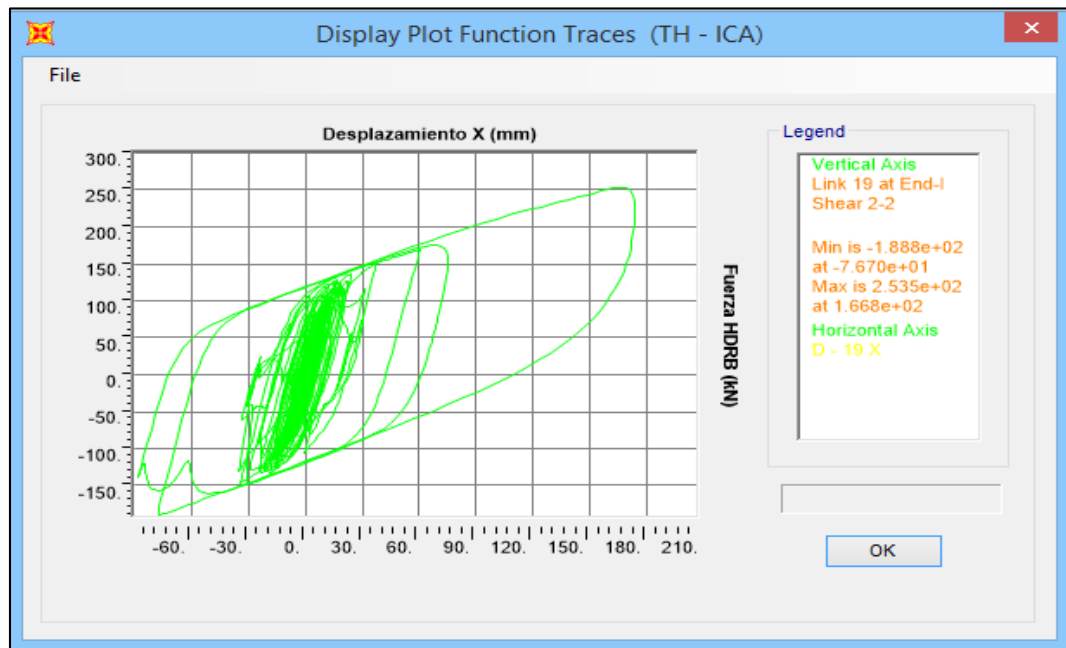 Display Plot Function Traces (TH - ICA)
File
Desplazamiento X (mm)
300.
250.
200.
150.
100.
50.
0.
-50.
-100.
-150.
-60. -30. 0. 30. 60. 90. 120. 150. 180. 210.
Fuerza HDRB (kN)
Legend
Vertical Axis
Link 19 at End-I
Shear 2-2
Min is -1.888e+02
at -7.670e+01
Max is 2.535e+02
at 1.668e+02
Horizontal Axis
D - 19 X
OK